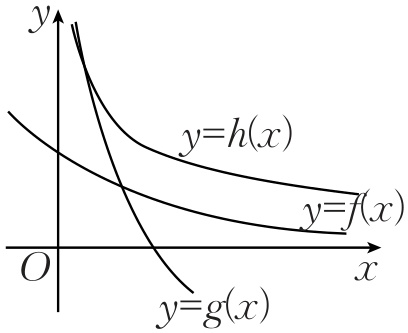 y
y=h(x)
y=f(x)
O
x
y=g(x)